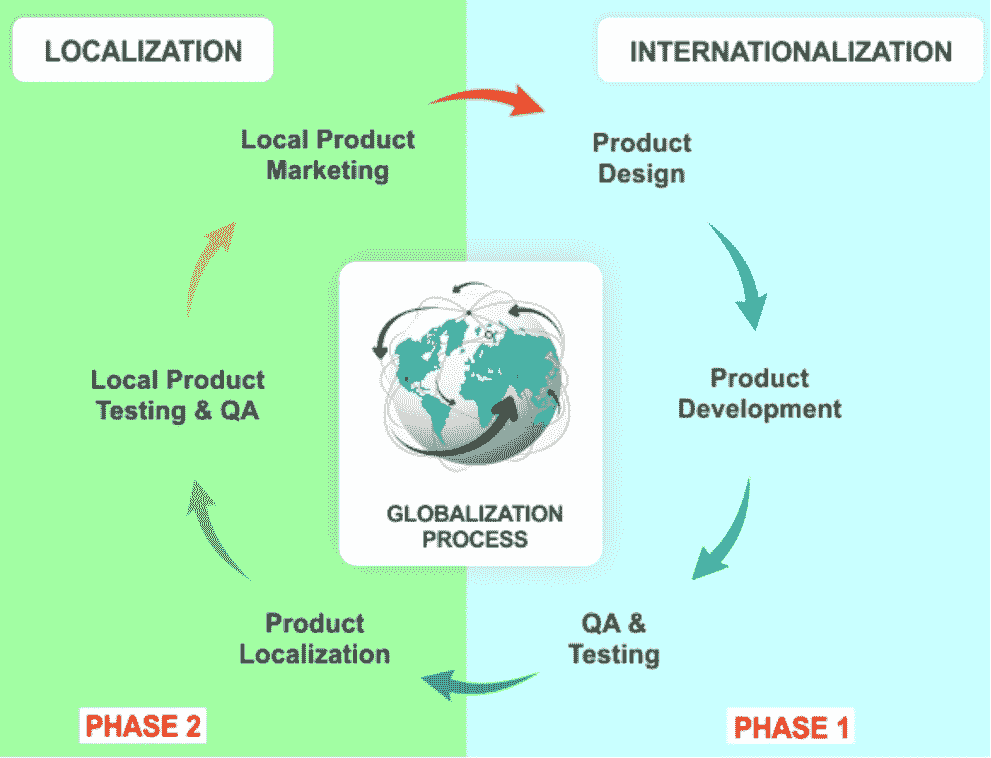 LOCALIZATION
INTERNATIONALIZATION
Local Product
Marketing
Product
Design
Local Product
Testing & QA
Product
Development
GLOBALIZATION
PROCESS
Product
Localization
QA &
Testing
PHASE 2
PHASE 1